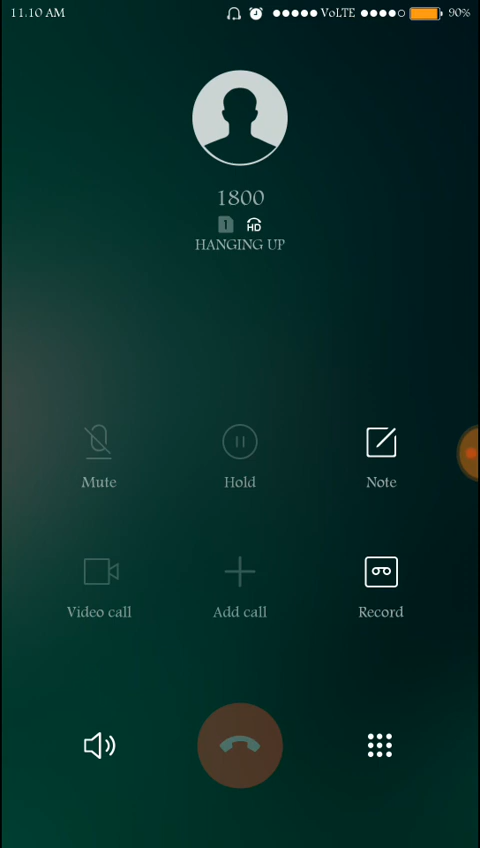 11.10 AM VoLTE 90%
1800
1 HD
HANGING UP
Mute Hold Note
Video call Add call Record